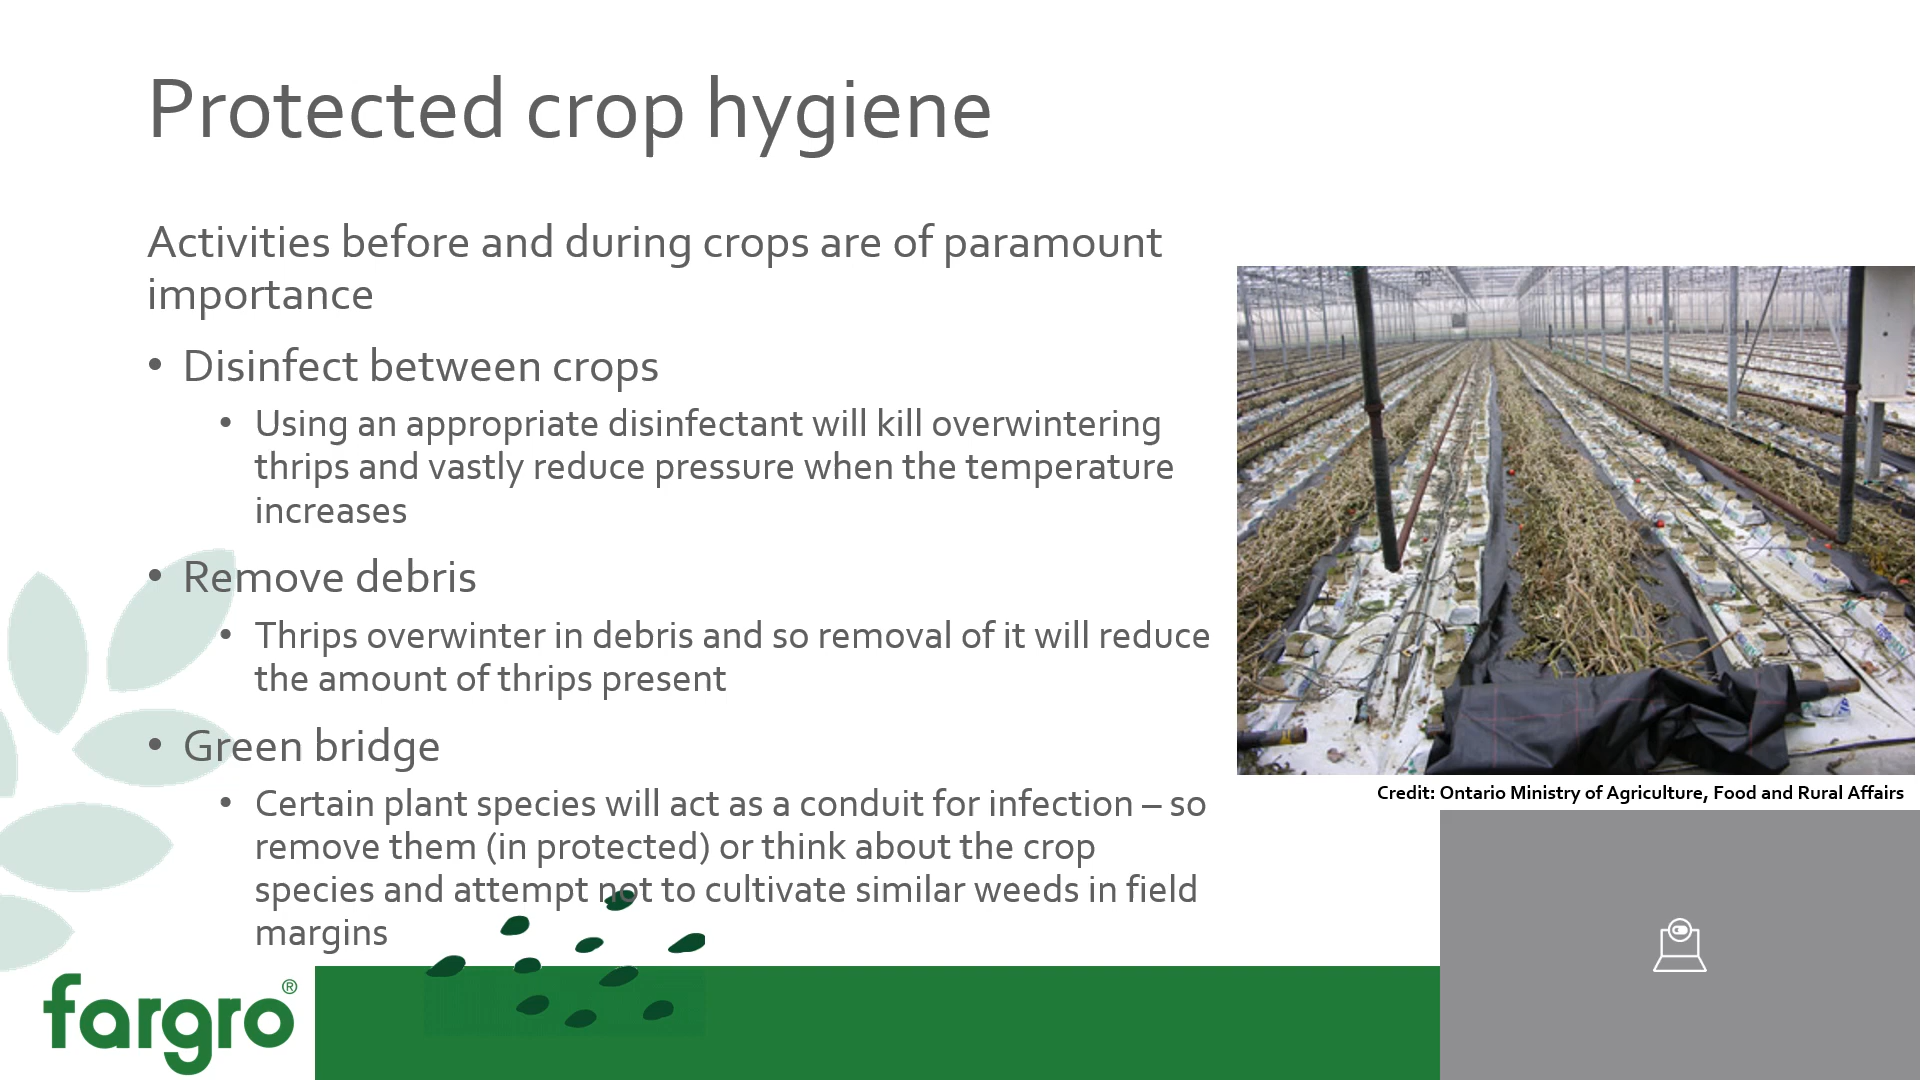 Protected crop hygiene
Activities before and during crops are of paramount
importance
• Disinfect between crops
• Using an appropriate disinfectant will kill overwintering
thrips and vastly reduce pressure when the temperature
increases
• Remove debris
• Thrips overwinter in debris and so removal of it will reduce
the amount of thrips present
• Green bridge
• Certain plant species will act as a conduit for infection – so
remove them (in protected) or think about the crop
species and attempt not to cultivate similar weeds in field
margins
Credit: Ontario Ministry of Agriculture, Food and Rural Affairs
fargro®